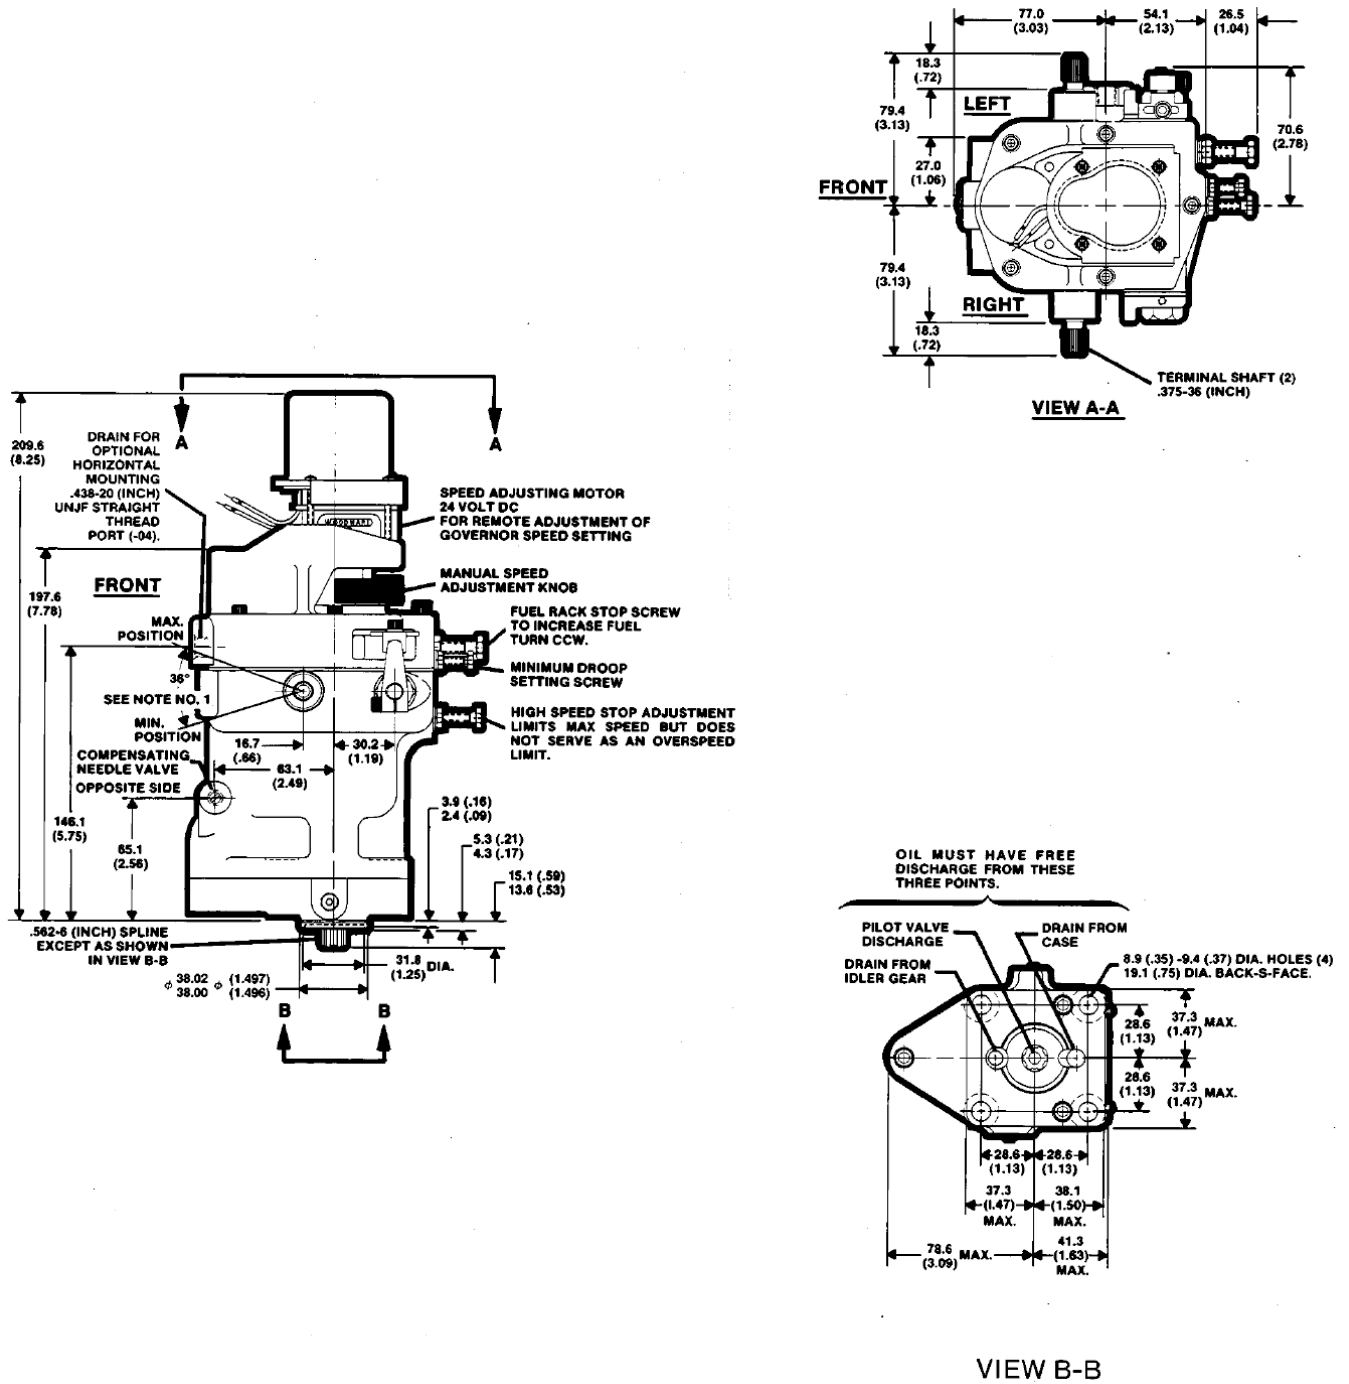 77.0
(3.03)
54.1
(2.13)
26.5
(1.04)
18.3
(.72)
LEFT
79.4
(3.13)
70.6
(2.78)
27.0
(1.06)
FRONT
79.4
(3.13)
RIGHT
18.3
(.72)
TERMINAL SHAFT (2)
.375-36 (INCH)
VIEW A-A
A
A
209.6
(8.25)
DRAIN FOR
OPTIONAL
HORIZONTAL
MOUNTING
.438-20 (INCH)
UNJF STRAIGHT
THREAD
PORT (-04).
SPEED ADJUSTING MOTOR
24 VOLT DC
FOR REMOTE ADJUSTMENT OF
GOVERNOR SPEED SETTING
WOODWARD
FRONT
MANUAL SPEED
ADJUSTMENT KNOB
197.6
(7.78)
FUEL RACK STOP SCREW
TO INCREASE FUEL
TURN CCW.
MAX.
POSITION
36°
MINIMUM DROOP
SETTING SCREW
SEE NOTE NO. 1
MIN.
POSITION
HIGH SPEED STOP ADJUSTMENT
LIMITS MAX SPEED BUT DOES
NOT SERVE AS AN OVERSPEED
LIMIT.
16.7
(.66)
30.2
(1.19)
COMPENSATING
NEEDLE VALVE
OPPOSITE SIDE
63.1
(2.49)
146.1
(5.75)
65.1
(2.56)
3.9 (.16)
2.4 (.09)
5.3 (.21)
4.3 (.17)
15.1 (.59)
13.6 (.53)
.562-6 (INCH) SPLINE
EXCEPT AS SHOWN
IN VIEW B-B
31.8
(1.25) DIA.
ϕ 38.02 ϕ (1.497)
38.00 (1.496)
B
B
OIL MUST HAVE FREE
DISCHARGE FROM THESE
THREE POINTS.
PILOT VALVE
DISCHARGE
DRAIN FROM
CASE
DRAIN FROM
IDLER GEAR
8.9 (.35) -9.4 (.37) DIA. HOLES (4)
19.1 (.75) DIA. BACK-S-FACE.
28.6
(1.13)
37.3
(1.47) MAX.
28.6
(1.13)
37.3
(1.47) MAX.
28.6
(1.13)
28.6
(1.13)
37.3
(1.47)
MAX.
38.1
(1.50)
MAX.
78.6
(3.09) MAX.
41.3
(1.63)
MAX.
VIEW B-B